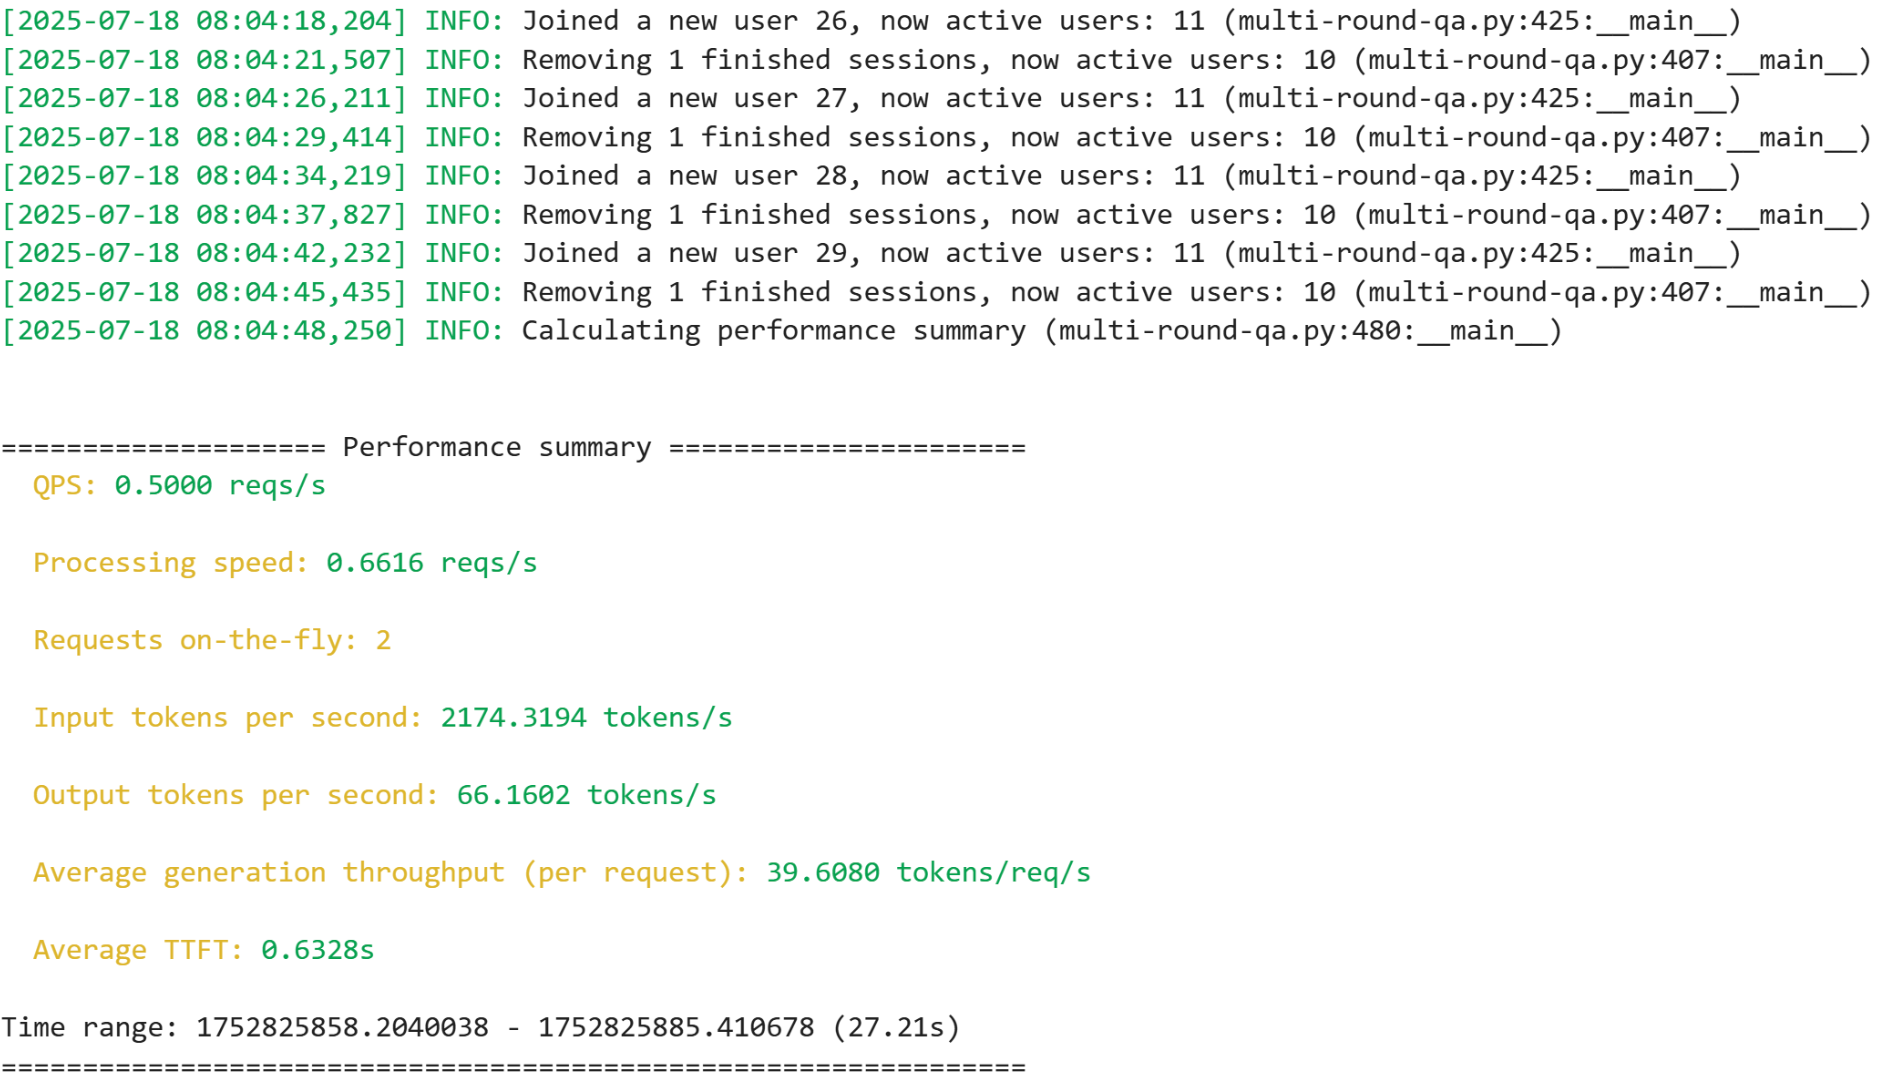 [2025-07-18 08:04:18,204] INFO: Joined a new user 26, now active users: 11 (multi-round-qa.py:425:__main__)
[2025-07-18 08:04:21,507] INFO: Removing 1 finished sessions, now active users: 10 (multi-round-qa.py:407:__main__)
[2025-07-18 08:04:26,211] INFO: Joined a new user 27, now active users: 11 (multi-round-qa.py:425:__main__)
[2025-07-18 08:04:29,414] INFO: Removing 1 finished sessions, now active users: 10 (multi-round-qa.py:407:__main__)
[2025-07-18 08:04:34,219] INFO: Joined a new user 28, now active users: 11 (multi-round-qa.py:425:__main__)
[2025-07-18 08:04:37,827] INFO: Removing 1 finished sessions, now active users: 10 (multi-round-qa.py:407:__main__)
[2025-07-18 08:04:42,232] INFO: Joined a new user 29, now active users: 11 (multi-round-qa.py:425:__main__)
[2025-07-18 08:04:45,435] INFO: Removing 1 finished sessions, now active users: 10 (multi-round-qa.py:407:__main__)
[2025-07-18 08:04:48,250] INFO: Calculating performance summary (multi-round-qa.py:480:__main__)
==================== Performance summary ======================
QPS: 0.5000 reqs/s
Processing speed: 0.6616 reqs/s
Requests on-the-fly: 2
Input tokens per second: 2174.3194 tokens/s
Output tokens per second: 66.1602 tokens/s
Average generation throughput (per request): 39.6080 tokens/req/s
Average TTFT: 0.6328s
Time range: 1752825858.2040038 - 1752825885.410678 (27.21s)
===============================================================